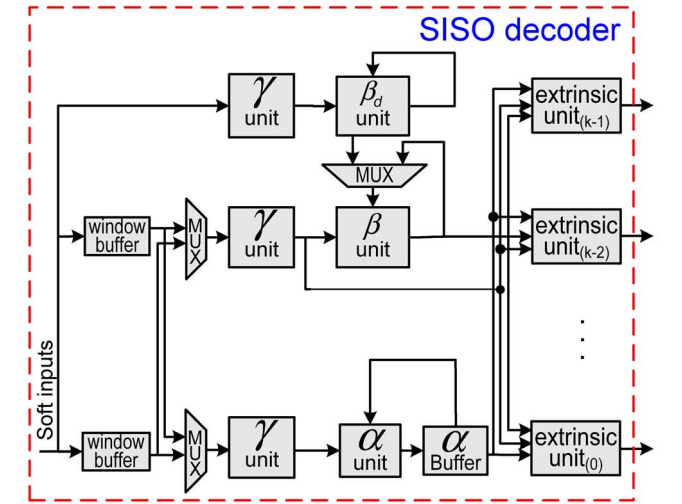 SISO decoder
γ
unit
β_d
unit
extrinsic
unit(k-1)
MUX
window
buffer
MUX
γ
unit
β
unit
extrinsic
unit(k-2)
Soft inputs
window
buffer
MUX
γ
unit
α
unit
α
Buffer
extrinsic
unit(0)